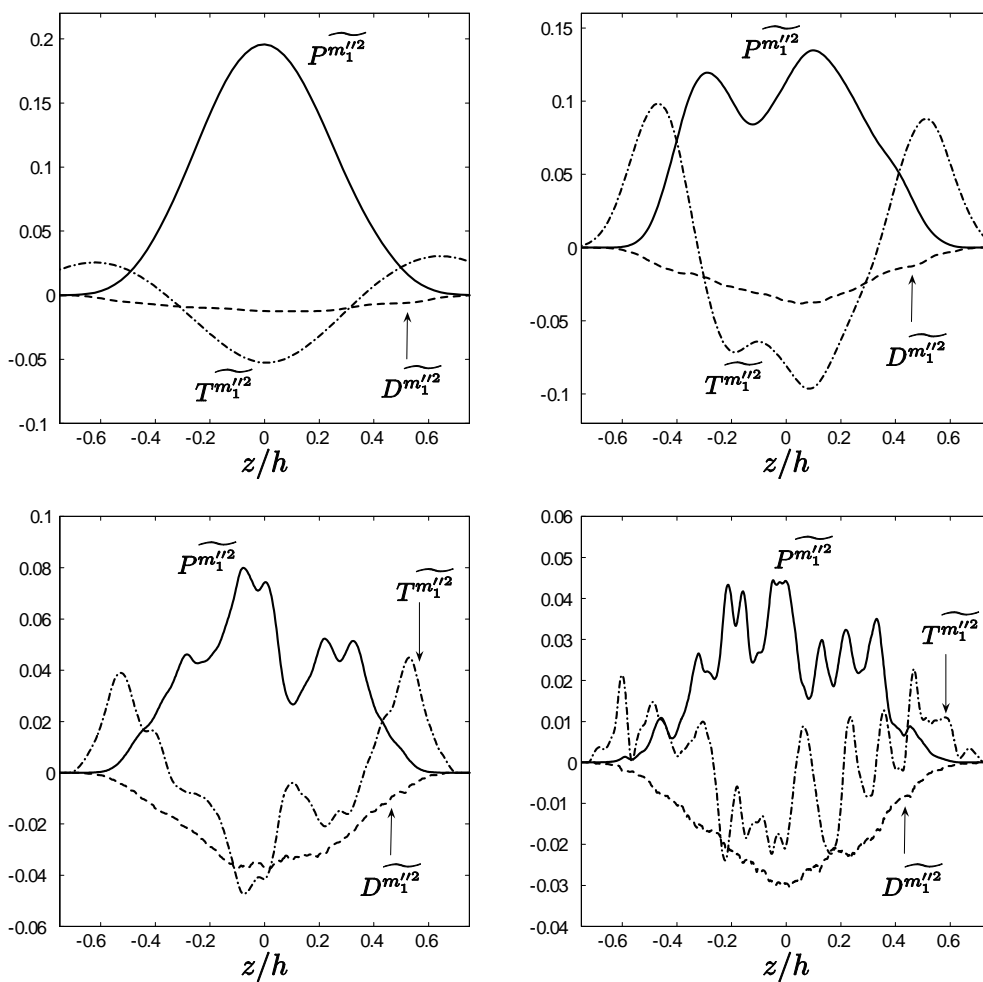 0.2
0.15
0.1
0.05
0
-0.05
-0.1
-0.6 -0.4 -0.2 0 0.2 0.4 0.6
z/h
$P^{\widetilde{m_1''^2}}$
$T^{\widetilde{m_1''^2}}$
$D^{\widetilde{m_1''^2}}$
0.15
0.1
0.05
0
-0.05
-0.1
-0.6 -0.4 -0.2 0 0.2 0.4 0.6
z/h
$P^{\widetilde{m_1''^2}}$
$T^{\widetilde{m_1''^2}}$
$D^{\widetilde{m_1''^2}}$
0.1
0.08
0.06
0.04
0.02
0
-0.02
-0.04
-0.06
-0.6 -0.4 -0.2 0 0.2 0.4 0.6
z/h
$P^{\widetilde{m_1''^2}}$
$T^{\widetilde{m_1''^2}}$
$D^{\widetilde{m_1''^2}}$
0.06
0.05
0.04
0.03
0.02
0.01
0
-0.01
-0.02
-0.03
-0.04
-0.6 -0.4 -0.2 0 0.2 0.4 0.6
z/h
$P^{\widetilde{m_1''^2}}$
$T^{\widetilde{m_1''^2}}$
$D^{\widetilde{m_1''^2}}$